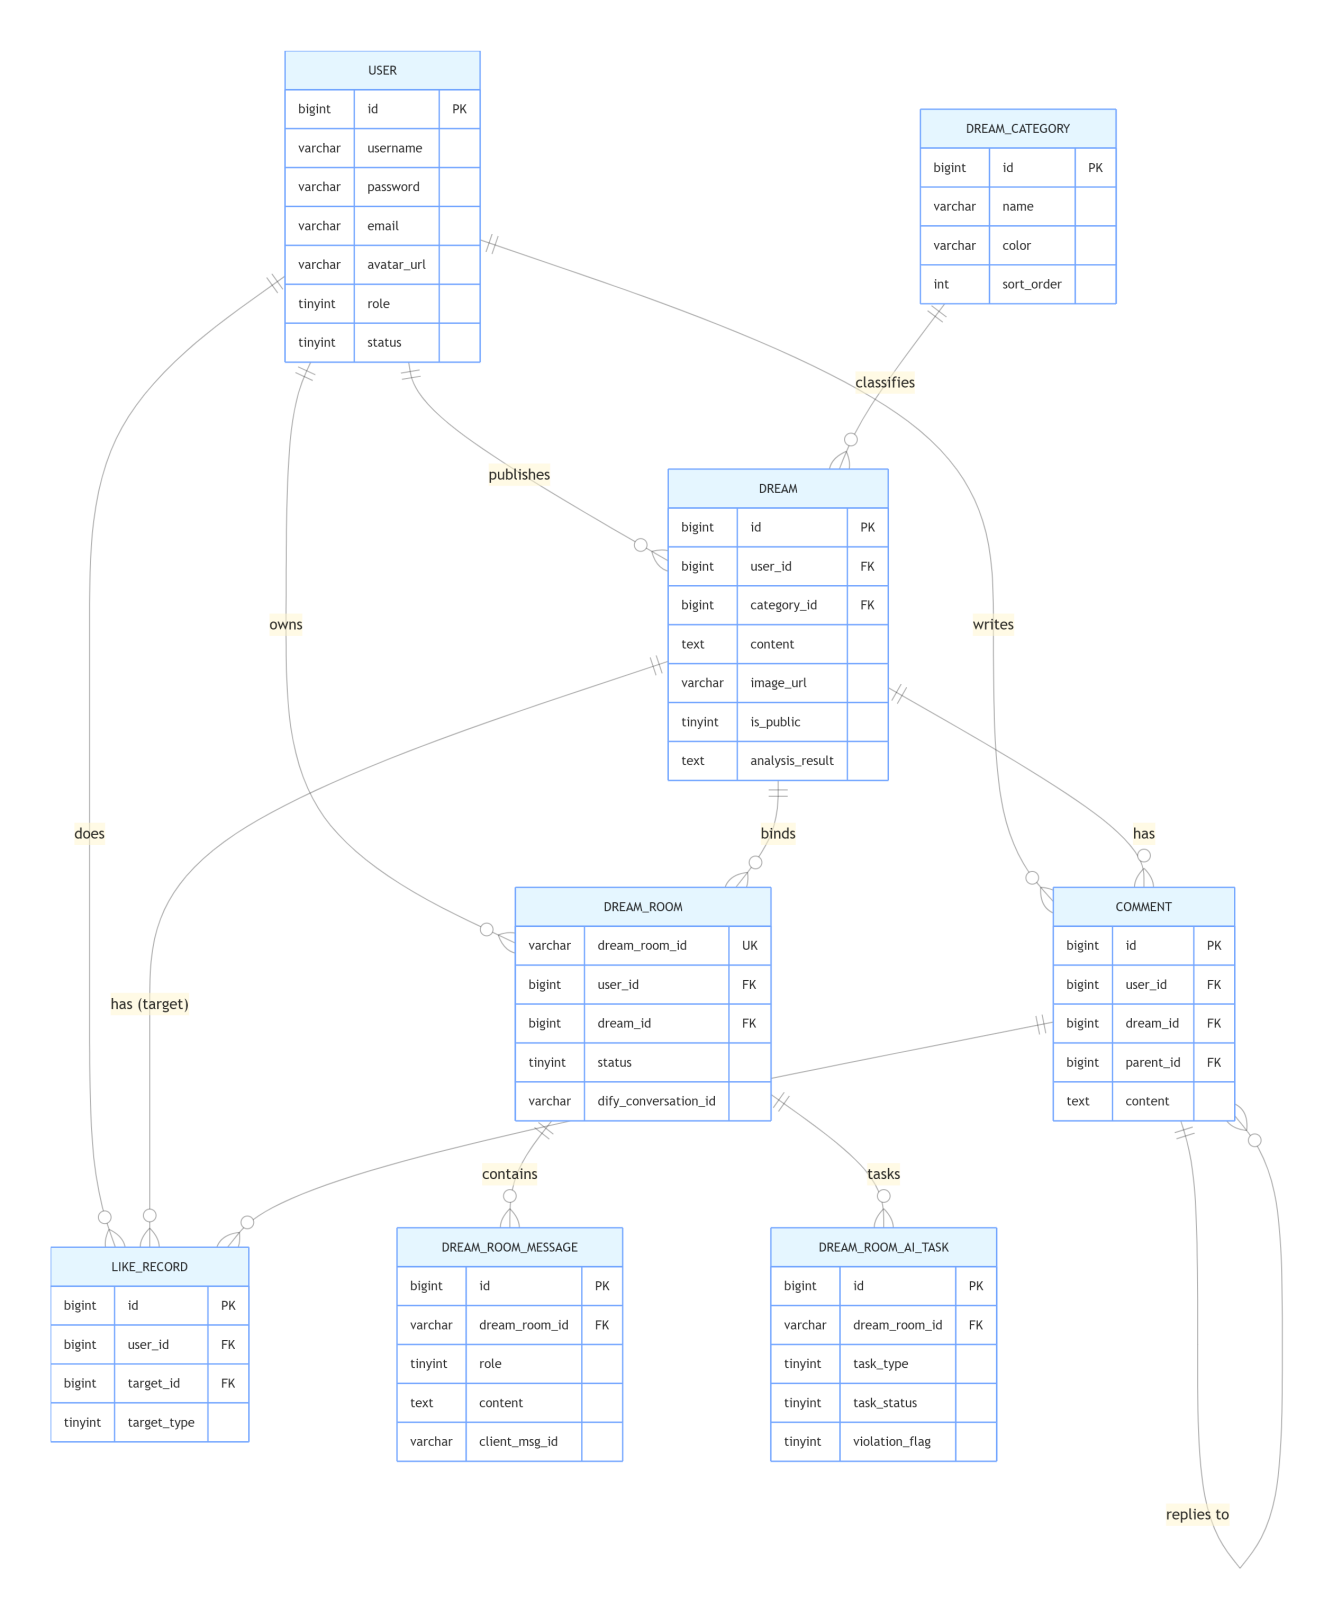 USER
bigint id PK
varchar username
varchar password
varchar email
varchar avatar_url
tinyint role
tinyint status
DREAM_CATEGORY
bigint id PK
varchar name
varchar color
int sort_order
classifies
publishes
DREAM
bigint id PK
bigint user_id FK
bigint category_id FK
text content
varchar image_url
tinyint is_public
text analysis_result
owns
writes
does
binds
has
has (target)
DREAM_ROOM
varchar dream_room_id UK
bigint user_id FK
bigint dream_id FK
tinyint status
varchar dify_conversation_id
COMMENT
bigint id PK
bigint user_id FK
bigint dream_id FK
bigint parent_id FK
text content
contains
tasks
LIKE_RECORD
bigint id PK
bigint user_id FK
bigint target_id FK
tinyint target_type
DREAM_ROOM_MESSAGE
bigint id PK
varchar dream_room_id FK
tinyint role
text content
varchar client_msg_id
DREAM_ROOM_AI_TASK
bigint id PK
varchar dream_room_id FK
tinyint task_type
tinyint task_status
tinyint violation_flag
replies to